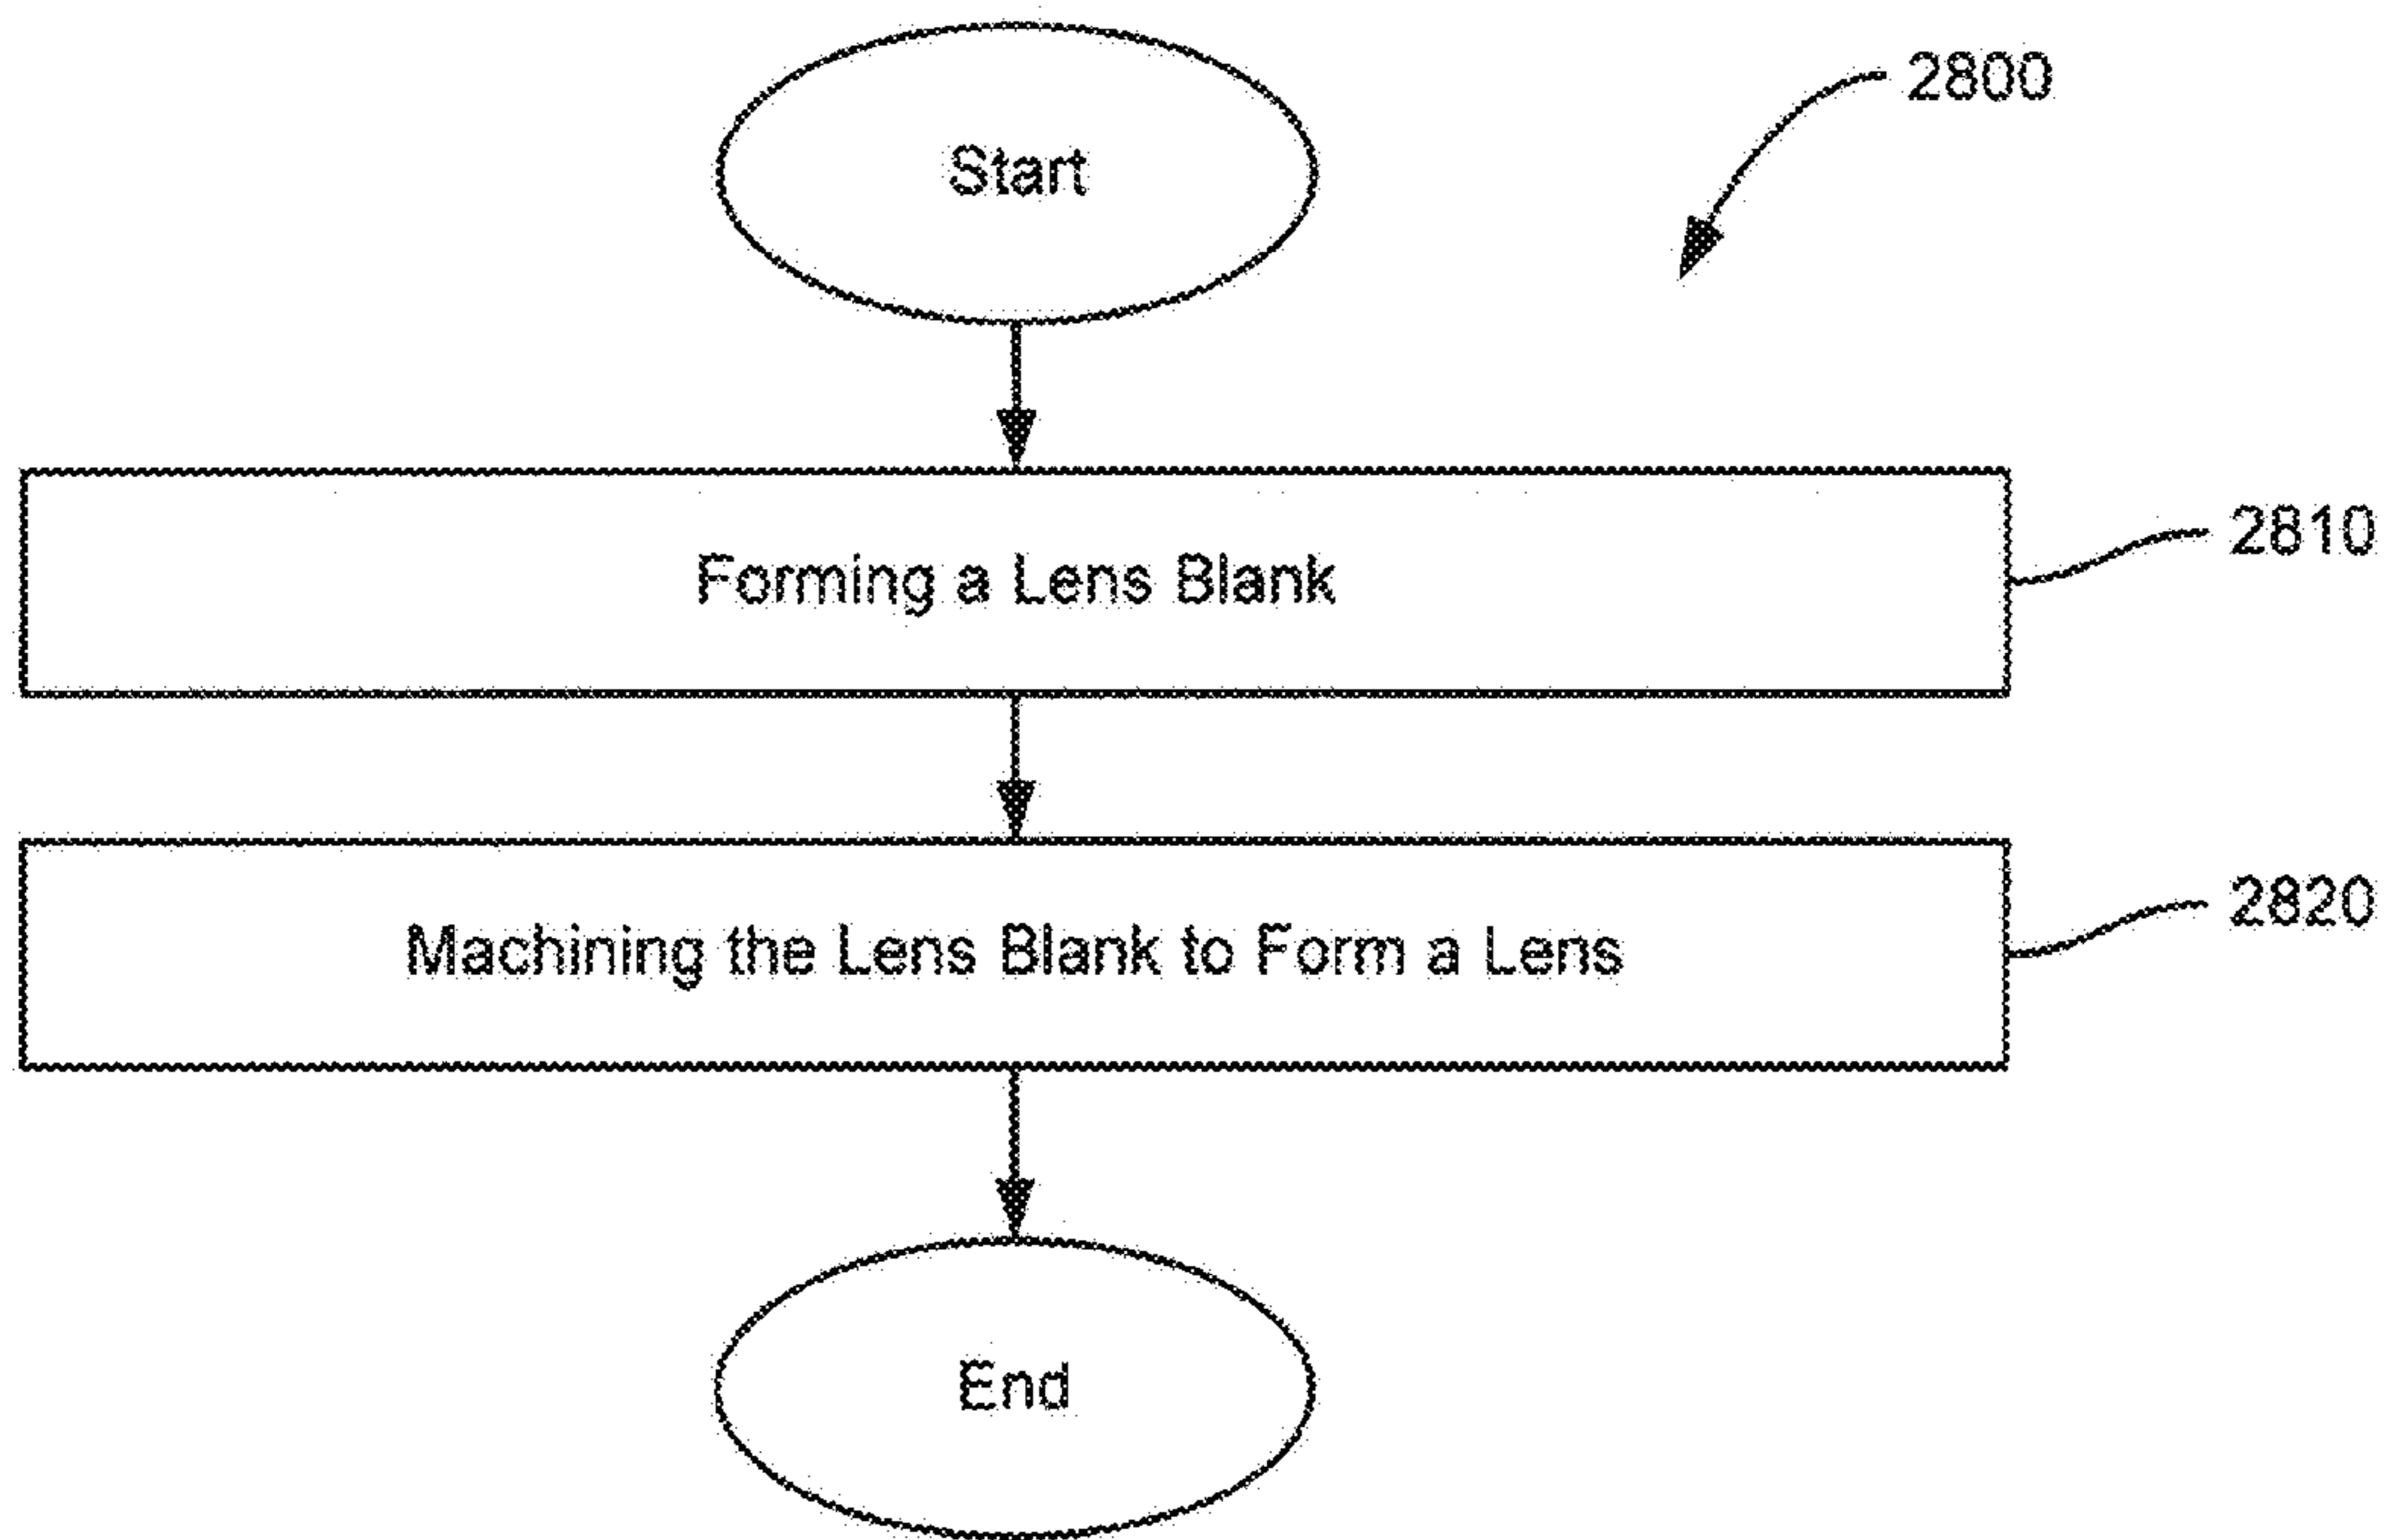 Start
2800
Forming a Lens Blank
2810
Machining the Lens Blank to Form a Lens
2820
End